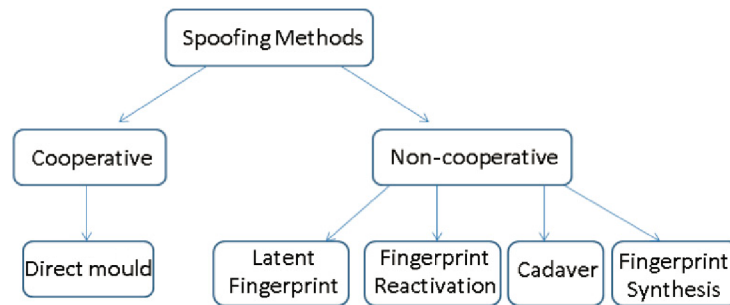 Spoofing Methods
Cooperative
Non-cooperative
Direct mould
Latent
Fingerprint
Fingerprint
Reactivation
Cadaver
Fingerprint
Synthesis